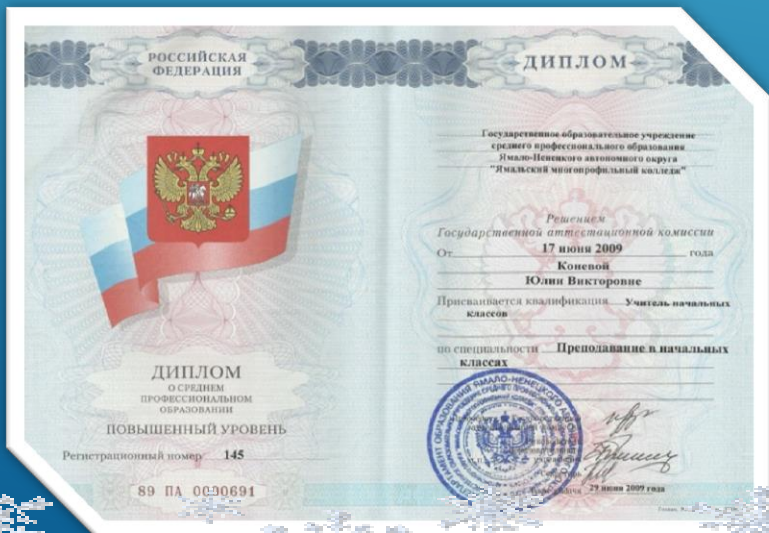 РОССИЙСКАЯ
ФЕДЕРАЦИЯ
ДИПЛОМ
О СРЕДНЕМ
ПРОФЕССИОНАЛЬНОМ
ОБРАЗОВАНИИ
ПОВЫШЕННЫЙ УРОВЕНЬ
Регистрационный номер 145
89 ПА 0000691
ДИПЛОМ
Государственное образовательное учреждение
среднего профессионального образования
Ямало-Ненецкого автономного округа
"Ямальский многопрофильный колледж"
Решением
Государственной аттестационной комиссии
От 17 июня 2009 года
Коневой
Юлии Викторовне
Присваивается квалификация Учитель начальных
классов
по специальности Преподавание в начальных
классах
29 июня 2009 года